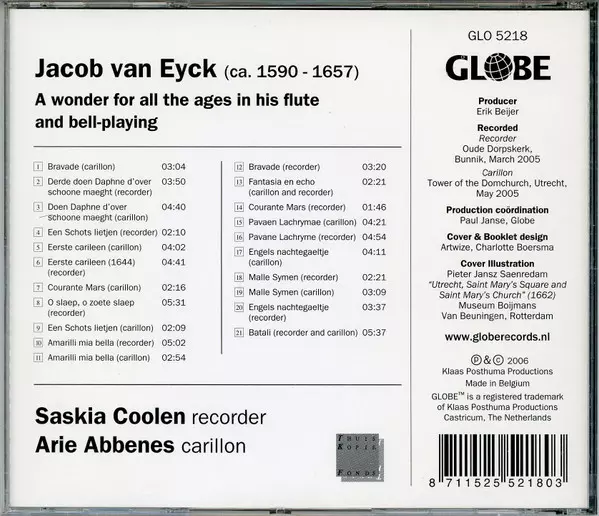 Jacob van Eyck (ca. 1590 - 1657)
A wonder for all the ages in his flute
and bell-playing
1 Bravade (carillon) 03:04
2 Derde doen Daphne d'over 03:50
schoone maeght (recorder)
3 Doen Daphne d'over 04:40
schoone maeght (carillon)
4 Een Schots lietjen (recorder) 02:10
5 Eerste carileen (carillon) 04:02
6 Eerste carileen (1644) 04:41
(recorder)
7 Courante Mars (carillon) 02:16
8 O slaep, o zoete slaep 05:31
(recorder)
9 Een Schots lietjen (carillon) 02:09
10 Amarilli mia bella (recorder) 05:02
11 Amarilli mia bella (carillon) 02:54
12 Bravade (recorder) 03:20
13 Fantasia en echo 02:21
(carillon and recorder)
14 Courante Mars (recorder) 01:46
15 Pavaen Lachrymae (carillon) 04:21
16 Pavane Lachryme (recorder) 04:54
17 Engels nachtegaeltje 04:11
(carillon)
18 Malle Symen (recorder) 02:21
19 Malle Symen (carillon) 03:09
20 Engels nachtegaeltje 03:37
(recorder)
21 Batali (recorder and carillon) 05:37
Saskia Coolen recorder
Arie Abbenes carillon
THUIS
KOPIE
FONDS
GLO 5218
GLOBE
Producer
Erik Beijer
Recorded
Recorder
Oude Dorpskerk,
Bunnik, March 2005
Carillon
Tower of the Domchurch, Utrecht,
May 2005
Production coördination
Paul Janse, Globe
Cover & Booklet design
Artwize, Charlotte Boersma
Cover Illustration
Pieter Jansz Saenredam
"Utrecht, Saint Mary's Square and
Saint Mary's Church" (1662)
Museum Boijmans
Van Beuningen, Rotterdam
www.globerecords.nl
℗ & © 2006
Klaas Posthuma Productions
Made in Belgium
GLOBE™ is a registered trademark
of Klaas Posthuma Productions
Castricum, The Netherlands
8 711525 521803